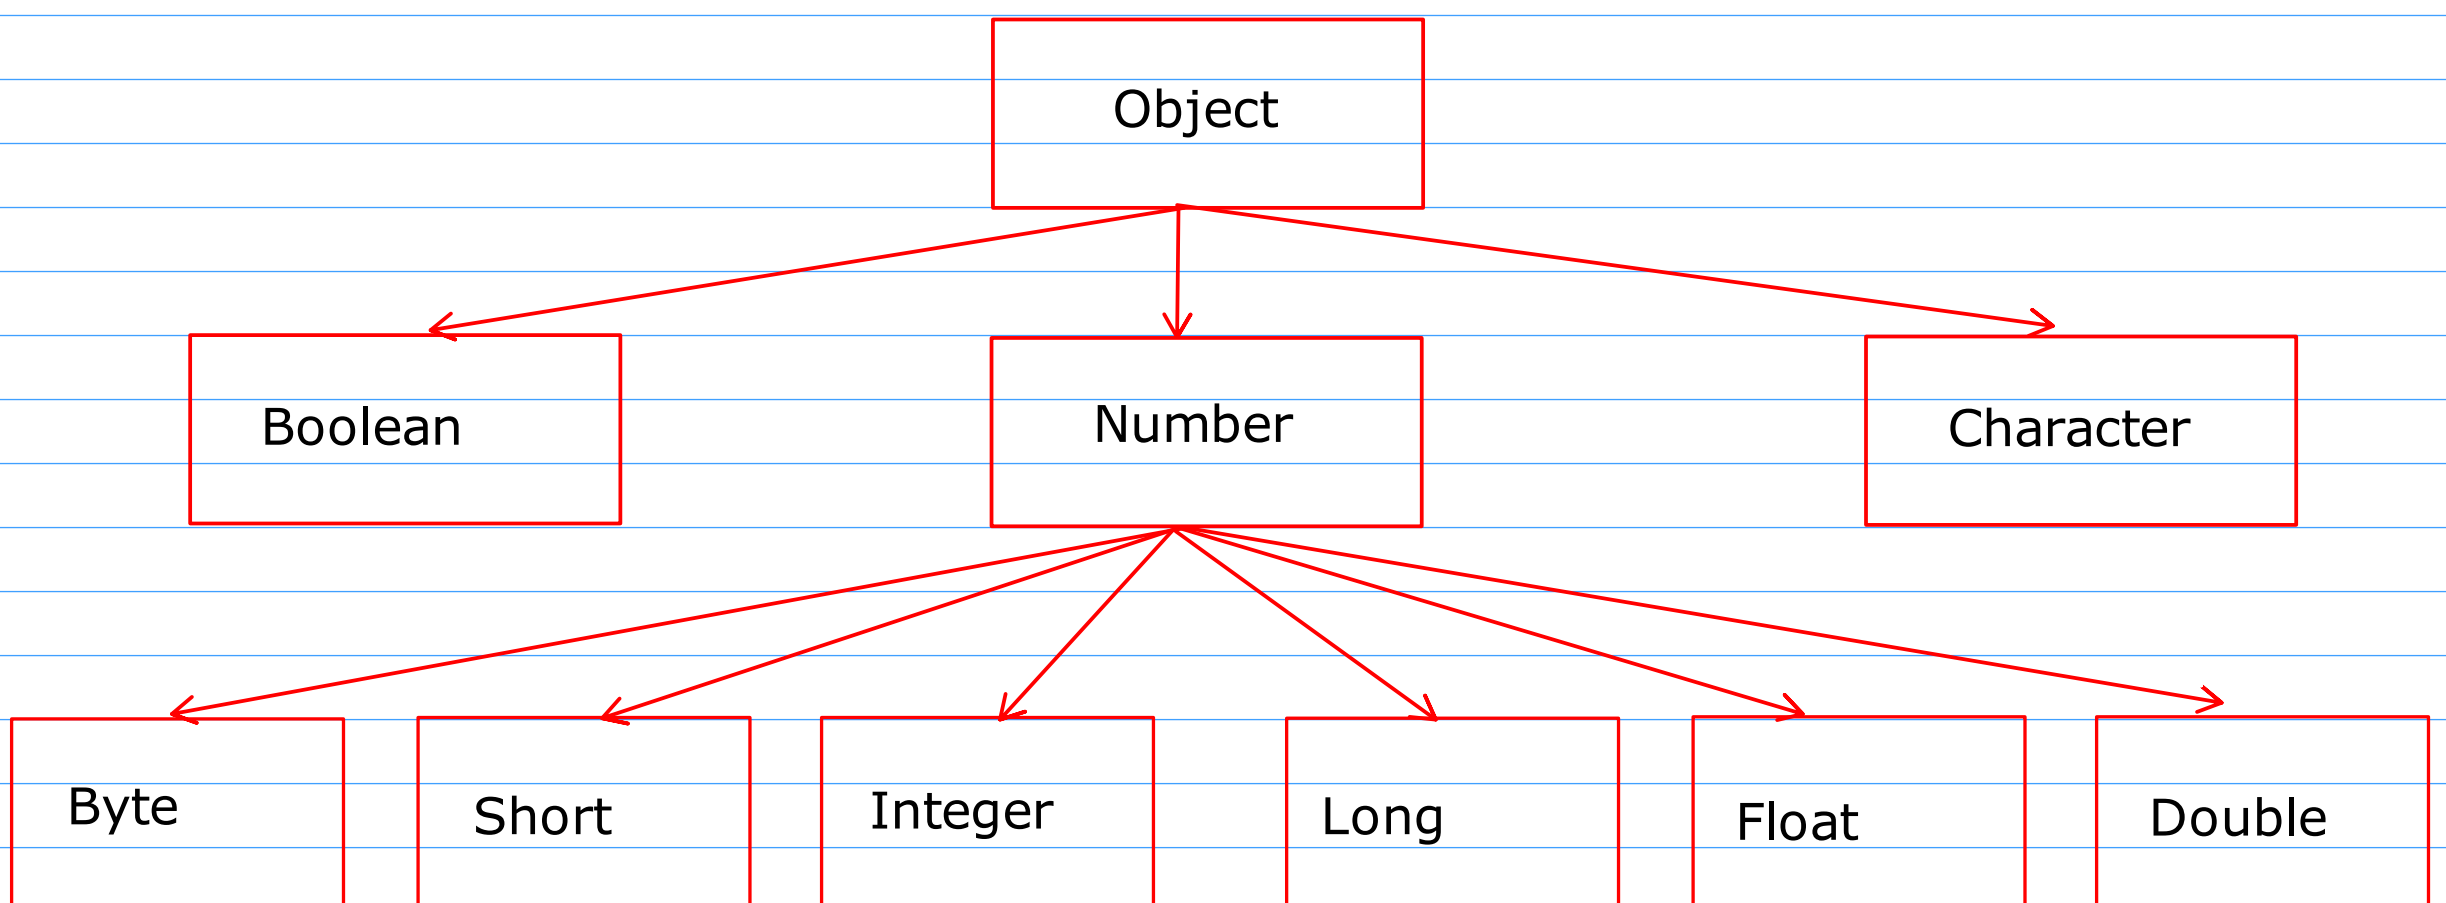 Object
Boolean
Number
Character
Byte
Short
Integer
Long
Float
Double